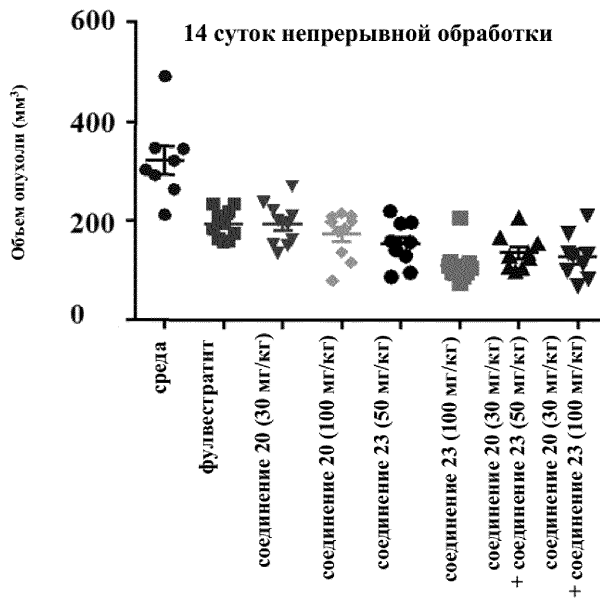 14 суток непрерывной обработки
Объем опухоли (мм³)
600
400
200
0
среда
фулвестратит
соединение 20 (30 мг/кг)
соединение 20 (100 мг/кг)
соединение 23 (50 мг/кг)
соединение 23 (100 мг/кг)
соединение 20 (30 мг/кг)
+ соединение 23 (50 мг/кг)
соединение 20 (30 мг/кг)
+ соединение 23 (100 мг/кг)